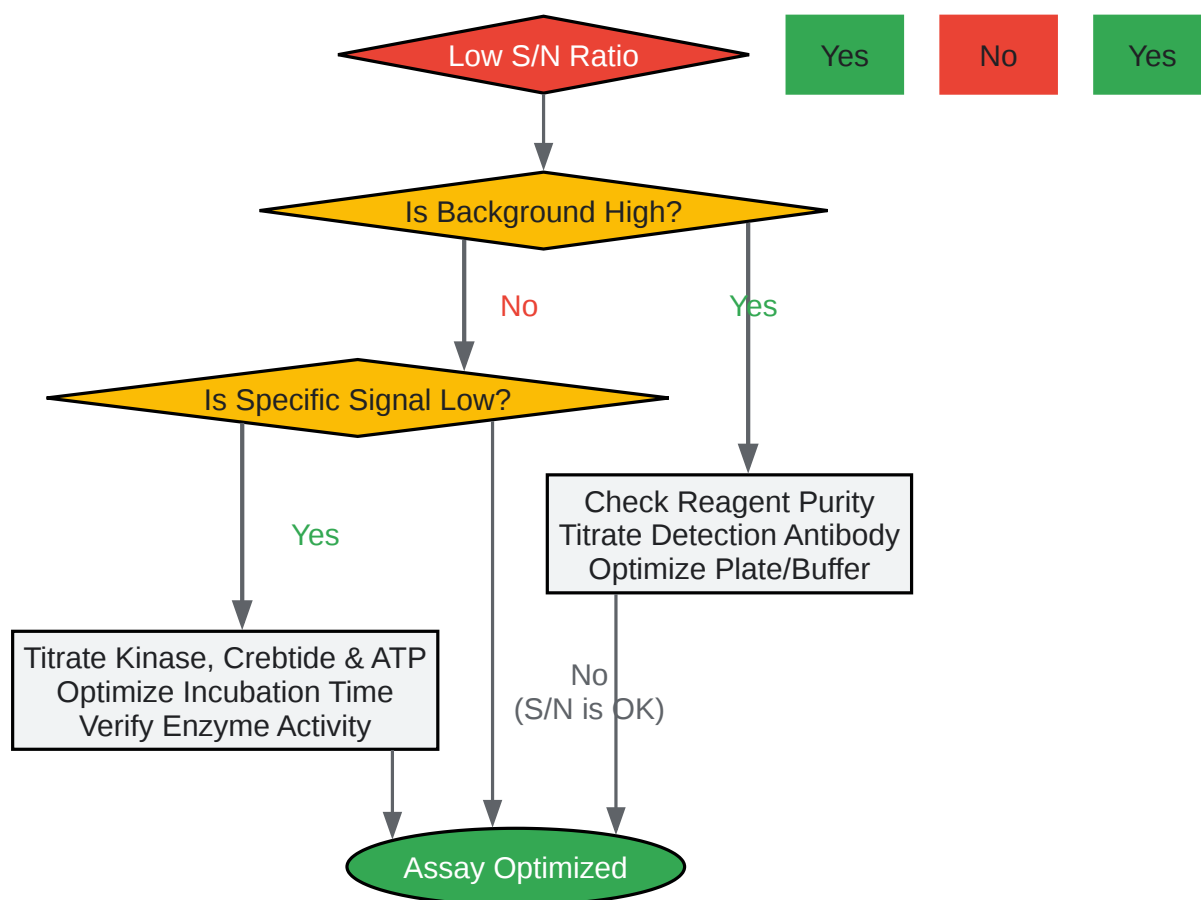 Low S/N Ratio
Yes
No
Yes
Is Background High?
No
Yes
Is Specific Signal Low?
Yes
Check Reagent Purity
Titrate Detection Antibody
Optimize Plate/Buffer
Titrate Kinase, Crebtide & ATP
Optimize Incubation Time
Verify Enzyme Activity
No
(S/N is OK)
Assay Optimized